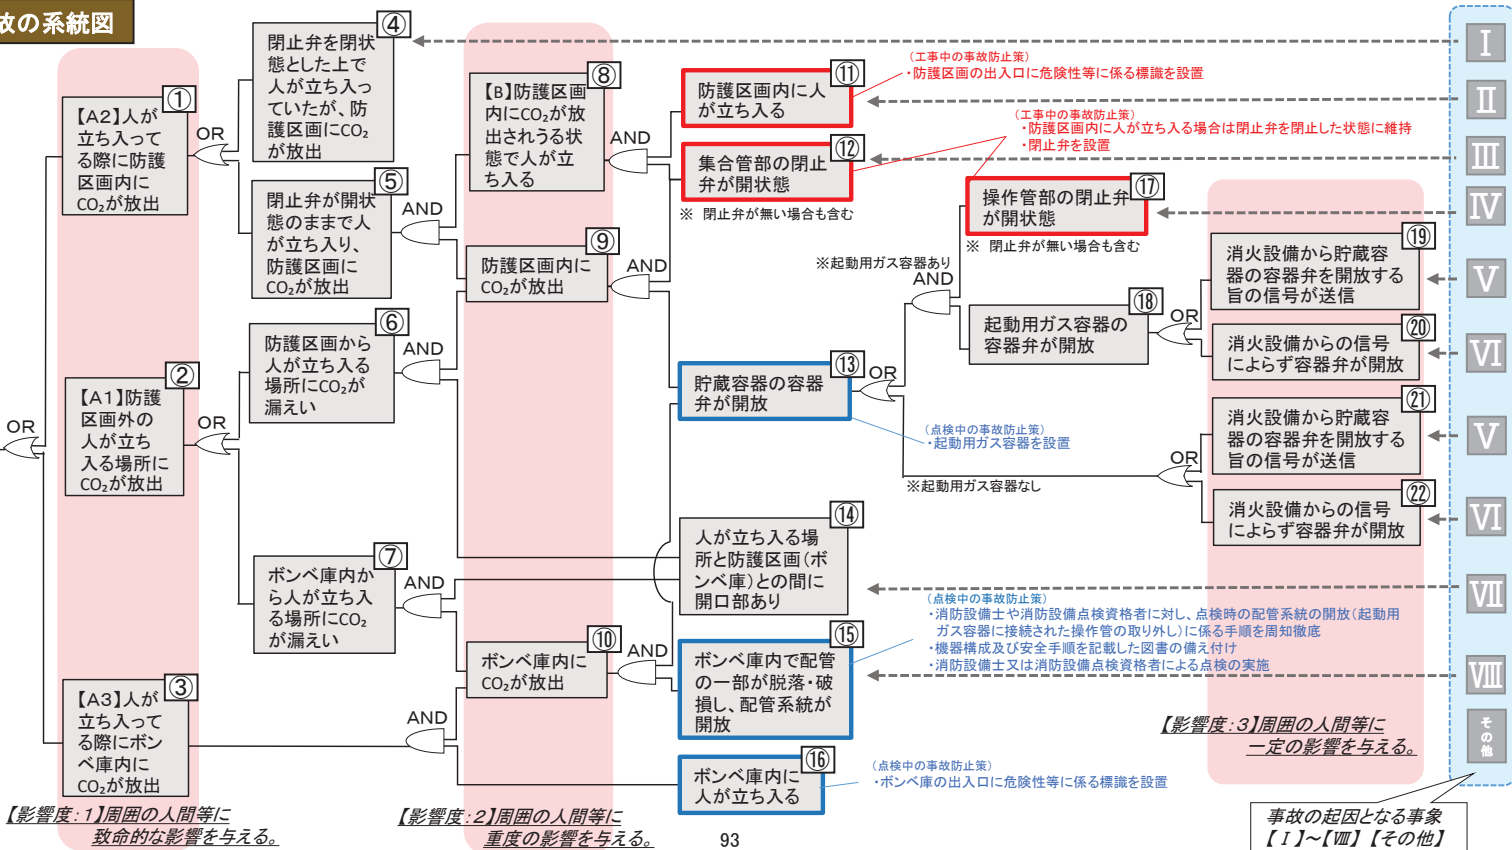 故の系統図
①
【A2】人が
立ち入って
る際に防護
区画内に
CO₂が放出
OR
④
閉止弁を閉状
態とした上で
人が立ち入っ
ていたが、防
護区画にCO₂
が放出
⑤
閉止弁が開状
態のままで人
が立ち入り、
防護区画に
CO₂が放出
AND
⑧
【B】防護区画
内にCO₂が放
出されうる状
態で人が立
ち入る
AND
⑪
防護区画内に人
が立ち入る
(工事中の事故防止策)
・防護区画の出入口に危険性等に係る標識を設置
⑫
集合管部の閉止
弁が開状態
※ 閉止弁が無い場合も含む
(工事中の事故防止策)
・防護区画内に人が立ち入る場合は閉止弁を閉止した状態に維持
・閉止弁を設置
⑨
防護区画内に
CO₂が放出
AND
OR
②
【A1】防護
区画外の
人が立ち
入る場所に
CO₂が放出
OR
⑥
防護区画から
人が立ち入る
場所にCO₂が
漏えい
AND
⑬
貯蔵容器の容器
弁が開放
OR
(点検中の事故防止策)
・起動用ガス容器を設置
⑰
操作管部の閉止弁
が開状態
※ 閉止弁が無い場合も含む
※起動用ガス容器あり
AND
⑱
起動用ガス容器の
容器弁が開放
OR
⑲
消火設備から貯蔵容
器の容器弁を開放する
旨の信号が送信
⑳
消火設備からの信号
によらず容器弁が開放
※起動用ガス容器なし
OR
㉑
消火設備から貯蔵容
器の容器弁を開放する
旨の信号が送信
㉒
消火設備からの信号
によらず容器弁が開放
⑦
ボンベ庫内か
ら人が立ち入
る場所にCO₂
が漏えい
AND
⑭
人が立ち入る場
所と防護区画(ボ
ンベ庫)との間に
開口部あり
⑩
ボンベ庫内に
CO₂が放出
AND
⑮
ボンベ庫内で配管
の一部が脱落・破
損し、配管系統が
開放
(点検中の事故防止策)
・消防設備士や消防設備点検資格者に対し、点検時の配管系統の開放(起動用
ガス容器に接続された操作管の取り外し)に係る手順を周知徹底
・機器構成及び安全手順を記載した図書の備え付け
・消防設備士又は消防設備点検資格者による点検の実施
③
【A3】人が
立ち入って
る際にボン
ベ庫内に
CO₂が放出
AND
⑯
ボンベ庫内に
人が立ち入る
(点検中の事故防止策)
・ボンベ庫の出入口に危険性等に係る標識を設置
Ⅰ
Ⅱ
Ⅲ
Ⅳ
Ⅴ
Ⅵ
Ⅴ
Ⅵ
Ⅶ
Ⅷ
その他
【影響度:1】周囲の人間等に
致命的な影響を与える。
【影響度:2】周囲の人間等に
重度の影響を与える。
【影響度:3】周囲の人間等に
一定の影響を与える。
事故の起因となる事象
【Ⅰ】~【Ⅷ】【その他】
93